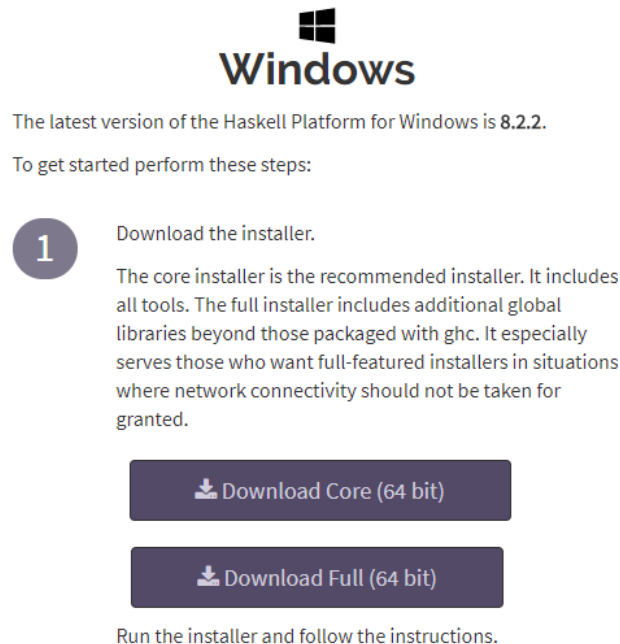 Windows
The latest version of the Haskell Platform for Windows is 8.2.2.
To get started perform these steps:
1
Download the installer.
The core installer is the recommended installer. It includes
all tools. The full installer includes additional global
libraries beyond those packaged with ghc. It especially
serves those who want full-featured installers in situations
where network connectivity should not be taken for
granted.
Download Core (64 bit)
Download Full (64 bit)
Run the installer and follow the instructions.